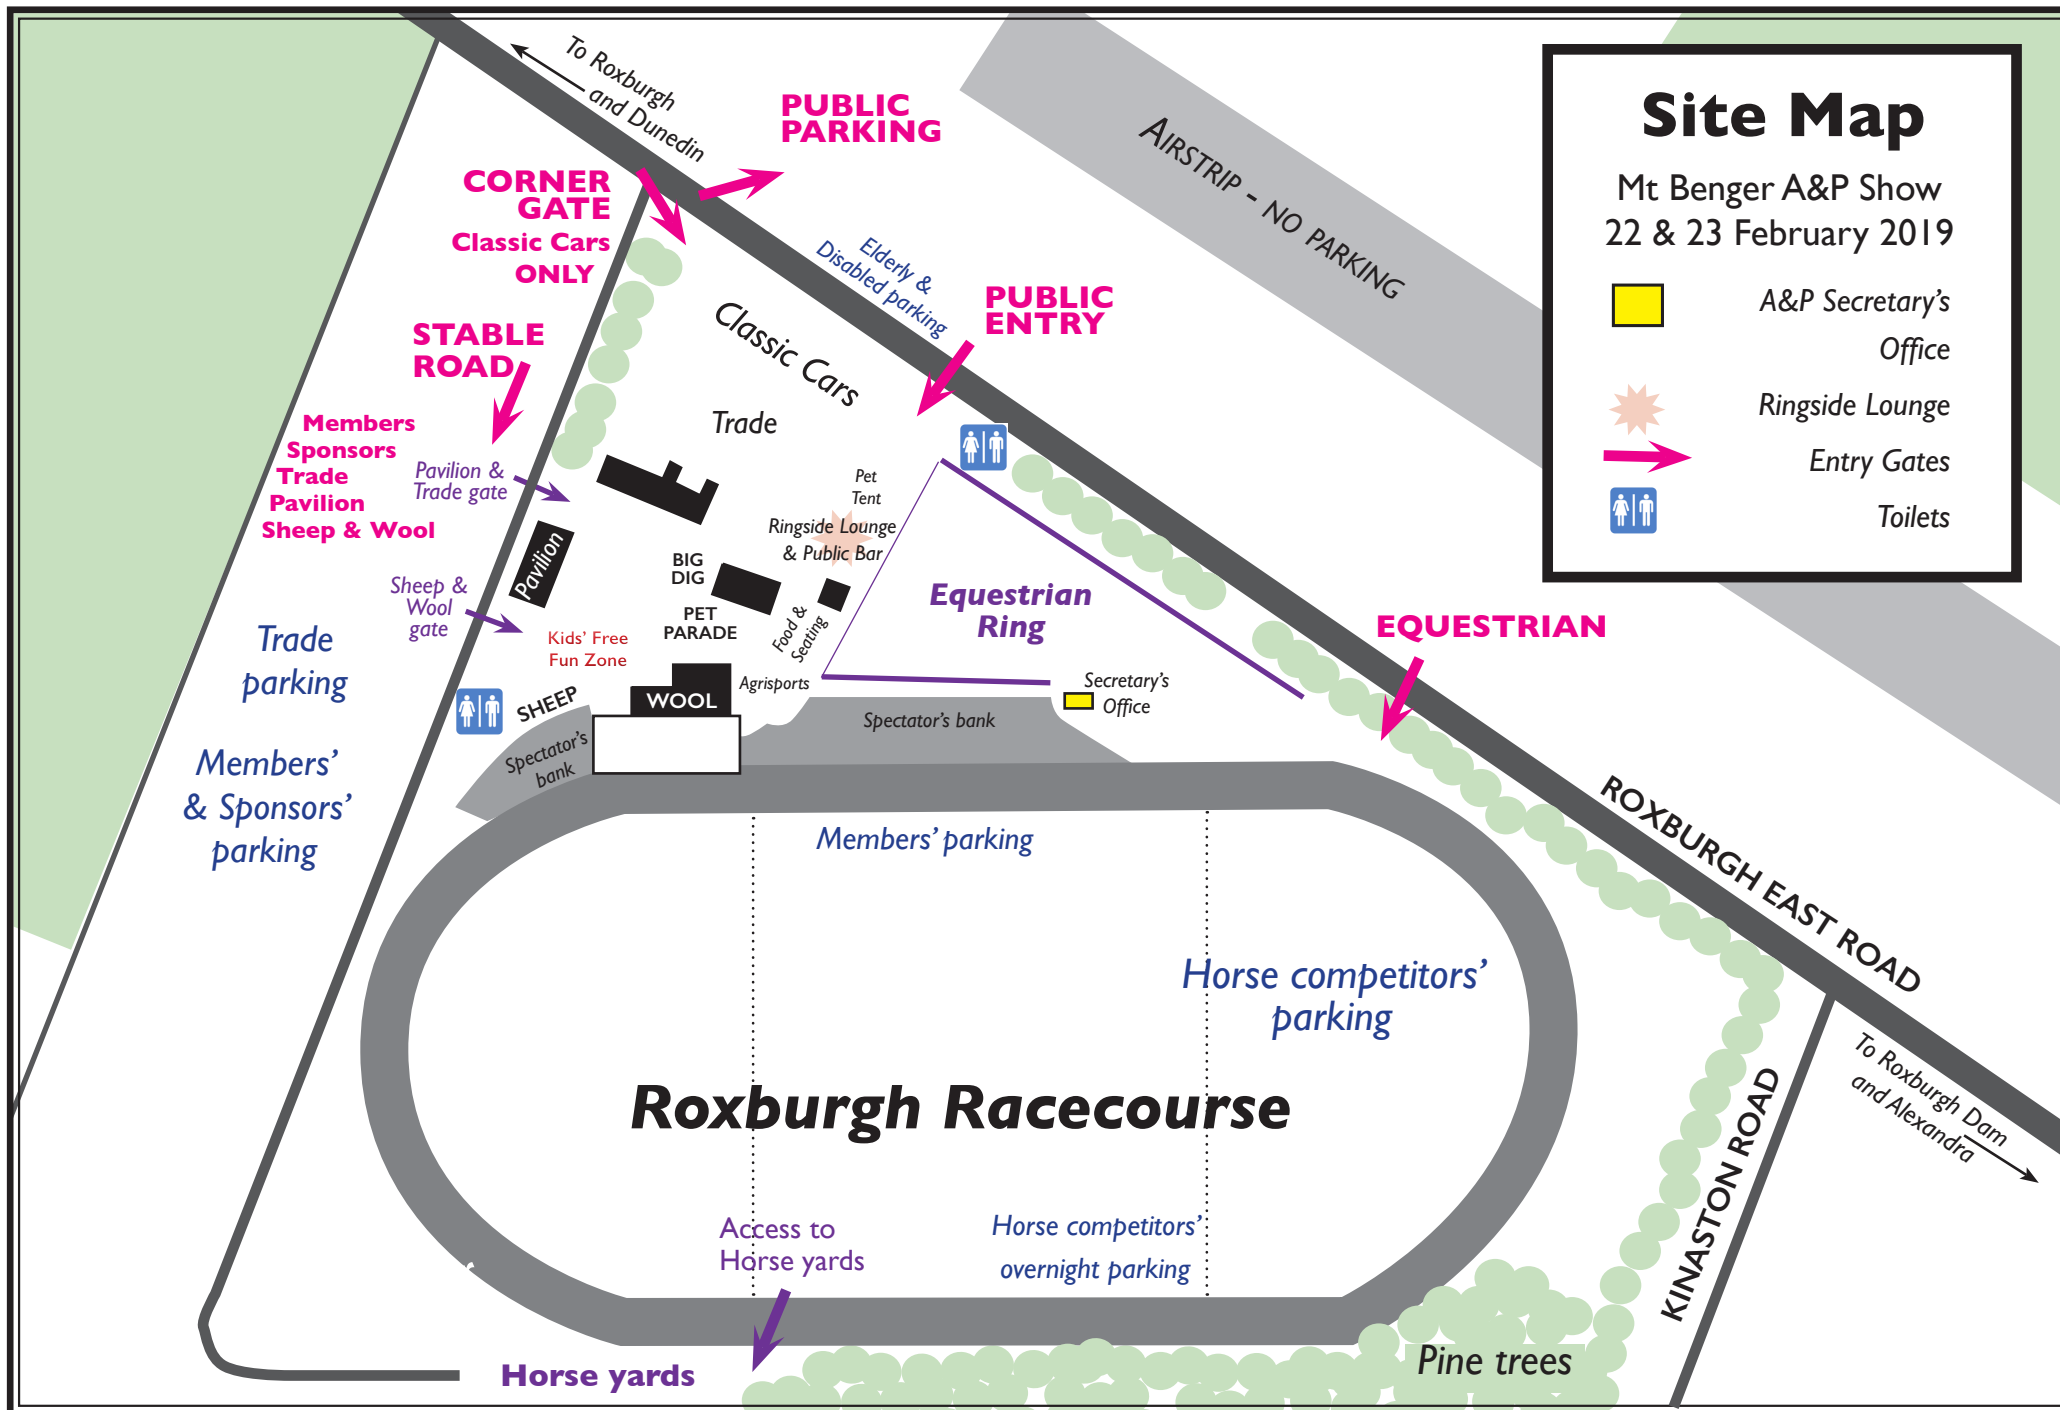 To Roxburgh
and Dunedin
PUBLIC
PARKING
CORNER
GATE
Classic Cars
ONLY
AIRSTRIP - NO PARKING
Site Map
Mt Benger A&P Show
22 & 23 February 2019
A&P Secretary's
Office
Ringside Lounge
Entry Gates
Toilets
Elderly &
Disabled parking
PUBLIC
ENTRY
STABLE
ROAD
Members
Sponsors
Trade
Pavilion
Sheep & Wool
Classic Cars
Trade
Pavilion &
Trade gate
Pet
Tent
Ringside Lounge
& Public Bar
Pavilion
BIG
DIG
PET
PARADE
Food &
Seating
Equestrian
Ring
Sheep &
Wool
gate
Kids' Free
Fun Zone
EQUESTRIAN
Trade
parking
SHEEP
WOOL
Agrisports
Secretary's
Office
Spectator's bank
Spectator's
bank
Members'
& Sponsors'
parking
Members' parking
ROXBURGH EAST ROAD
Horse competitors'
parking
Roxburgh Racecourse
To Roxburgh Dam
and Alexandra
KINASTON ROAD
Access to
Horse yards
Horse competitors'
overnight parking
Horse yards
Pine trees